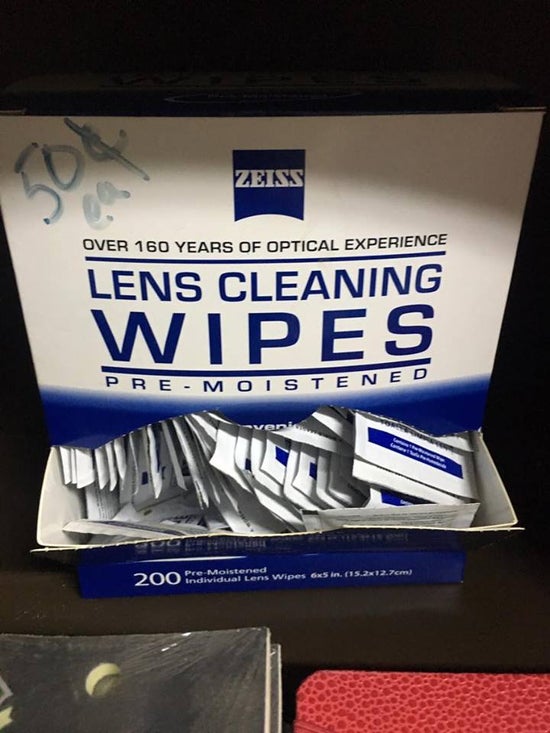 50¢
ea.
ZEISS
OVER 160 YEARS OF OPTICAL EXPERIENCE
LENS CLEANING
WIPES
PRE-MOISTENED
200 Pre-Moistened
Individual Lens Wipes 6x5 in. (15.2x12.7cm)